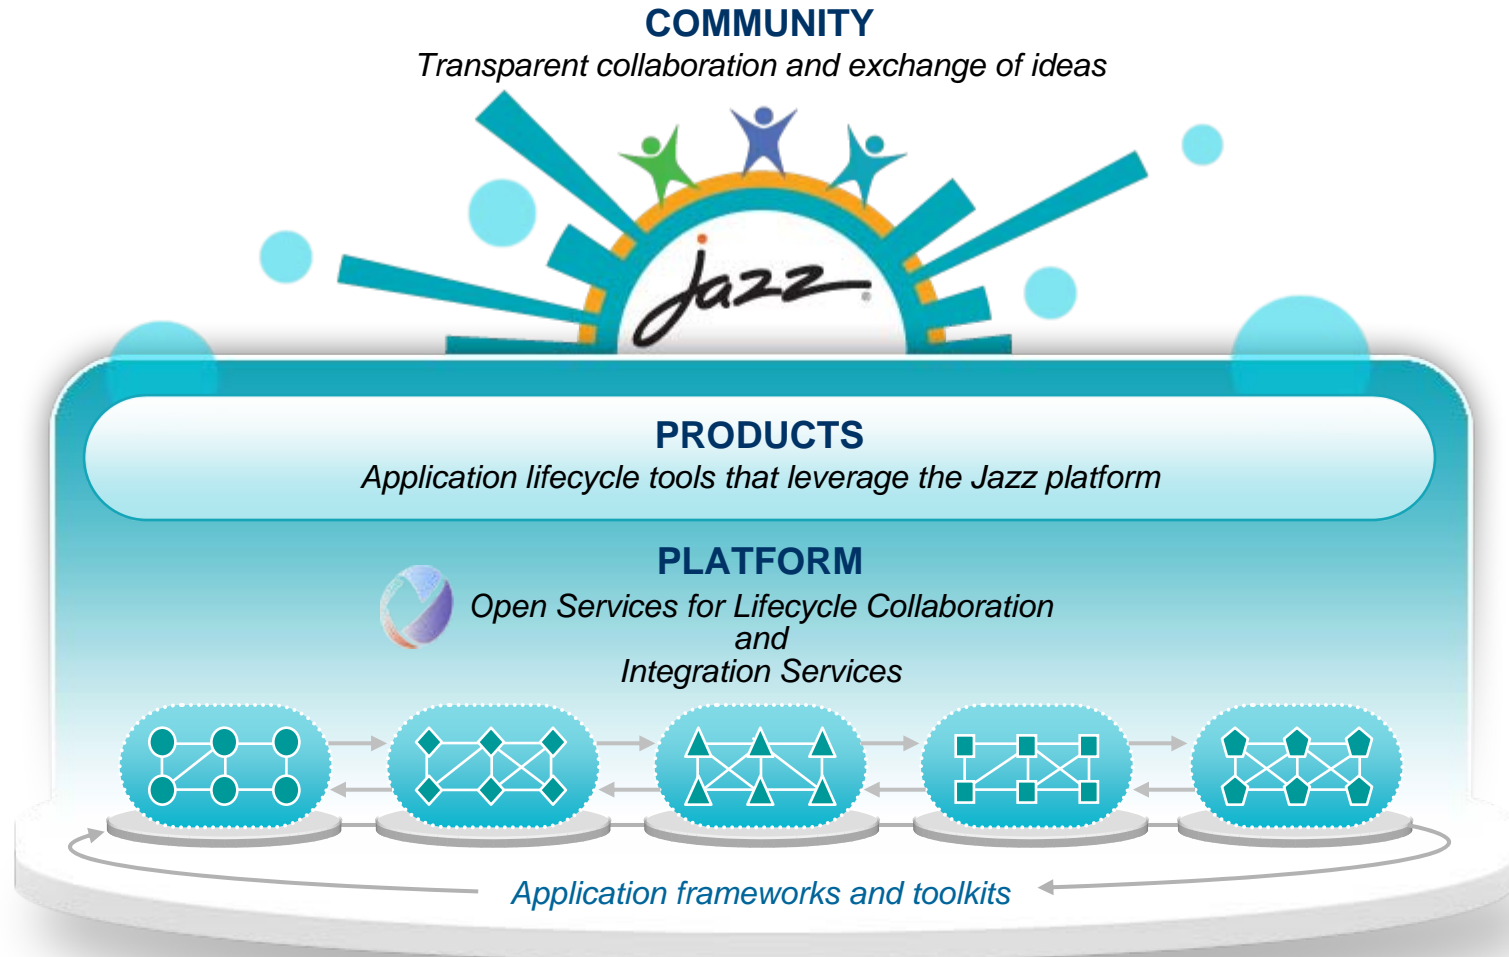 COMMUNITY
Transparent collaboration and exchange of ideas
jazz
PRODUCTS
Application lifecycle tools that leverage the Jazz platform
PLATFORM
Open Services for Lifecycle Collaboration
and
Integration Services
Application frameworks and toolkits